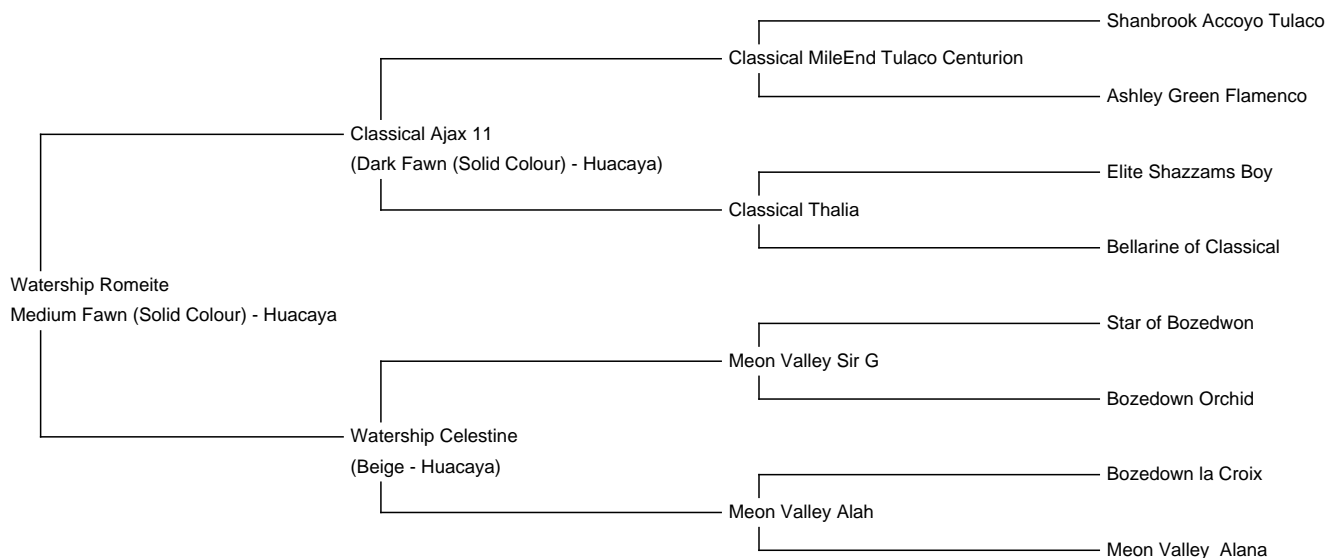 Shanbrook Accoyo Tulaco
Classical MileEnd Tulaco Centurion
Ashley Green Flamenco
Classical Ajax 11
(Dark Fawn (Solid Colour) - Huacaya)
Elite Shazzams Boy
Classical Thalia
Bellarine of Classical
Watership Romeite
Medium Fawn (Solid Colour) - Huacaya
Star of Bozedwon
Meon Valley Sir G
Bozedown Orchid
Watership Celestine
(Beige - Huacaya)
Bozedown la Croix
Meon Valley Alah
Meon Valley  Alana